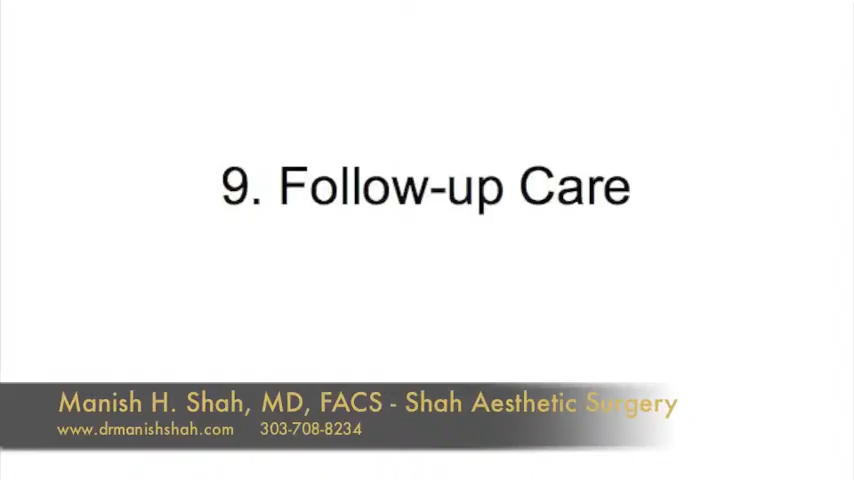 9. Follow-up Care
Manish H. Shah, MD, FACS - Shah Aesthetic Surgery
www.drmanishshah.com 303-708-8234